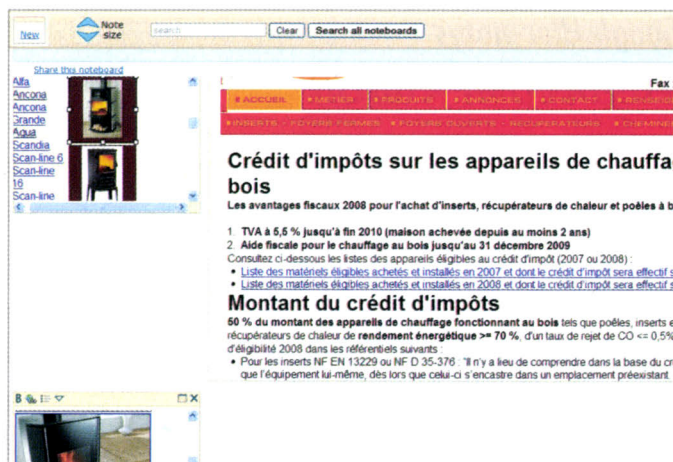 New
Note
size
search
Clear
Search all noteboards
Share this noteboard
Alfa
Ancona
Ancona
Grande
Aqua
Scandia
Scan-line 6
Scan-line
16
Scan-line
Fax
ACCUEIL METIER PRODUITS ANNONCES CONTACT RENSEIGNE
INSERTS - FOYERS FERMES FOYERS OUVERTS - RECUPERATEURS CHEMINEE
Crédit d'impôts sur les appareils de chauffa
bois
Les avantages fiscaux 2008 pour l'achat d'inserts, récupérateurs de chaleur et poêles à b
1. TVA à 5,5 % jusqu'à fin 2010 (maison achevée depuis au moins 2 ans)
2. Aide fiscale pour le chauffage au bois jusqu'au 31 décembre 2009
Consultez ci-dessous les listes des appareils éligibles au crédit d'impôt (2007 ou 2008) :
• Liste des matériels éligibles achetés et installés en 2007 et dont le crédit d'impôt sera effectif s
• Liste des matériels éligibles achetés et installés en 2008 et dont le crédit d'impôt sera effectif s
Montant du crédit d'impôts
50 % du montant des appareils de chauffage fonctionnant au bois tels que poêles, inserts e
récupérateurs de chaleur de rendement énergétique >= 70 %, d'un taux de rejet de CO <= 0,5%
d'éligibilité 2008 dans les référentiels suivants :
• Pour les inserts NF EN 13229 ou NF D 35-376 : "Il n'y a lieu de comprendre dans la base du cr
que l'équipement lui-même, dès lors que celui-ci s'encastre dans un emplacement préexistant
B